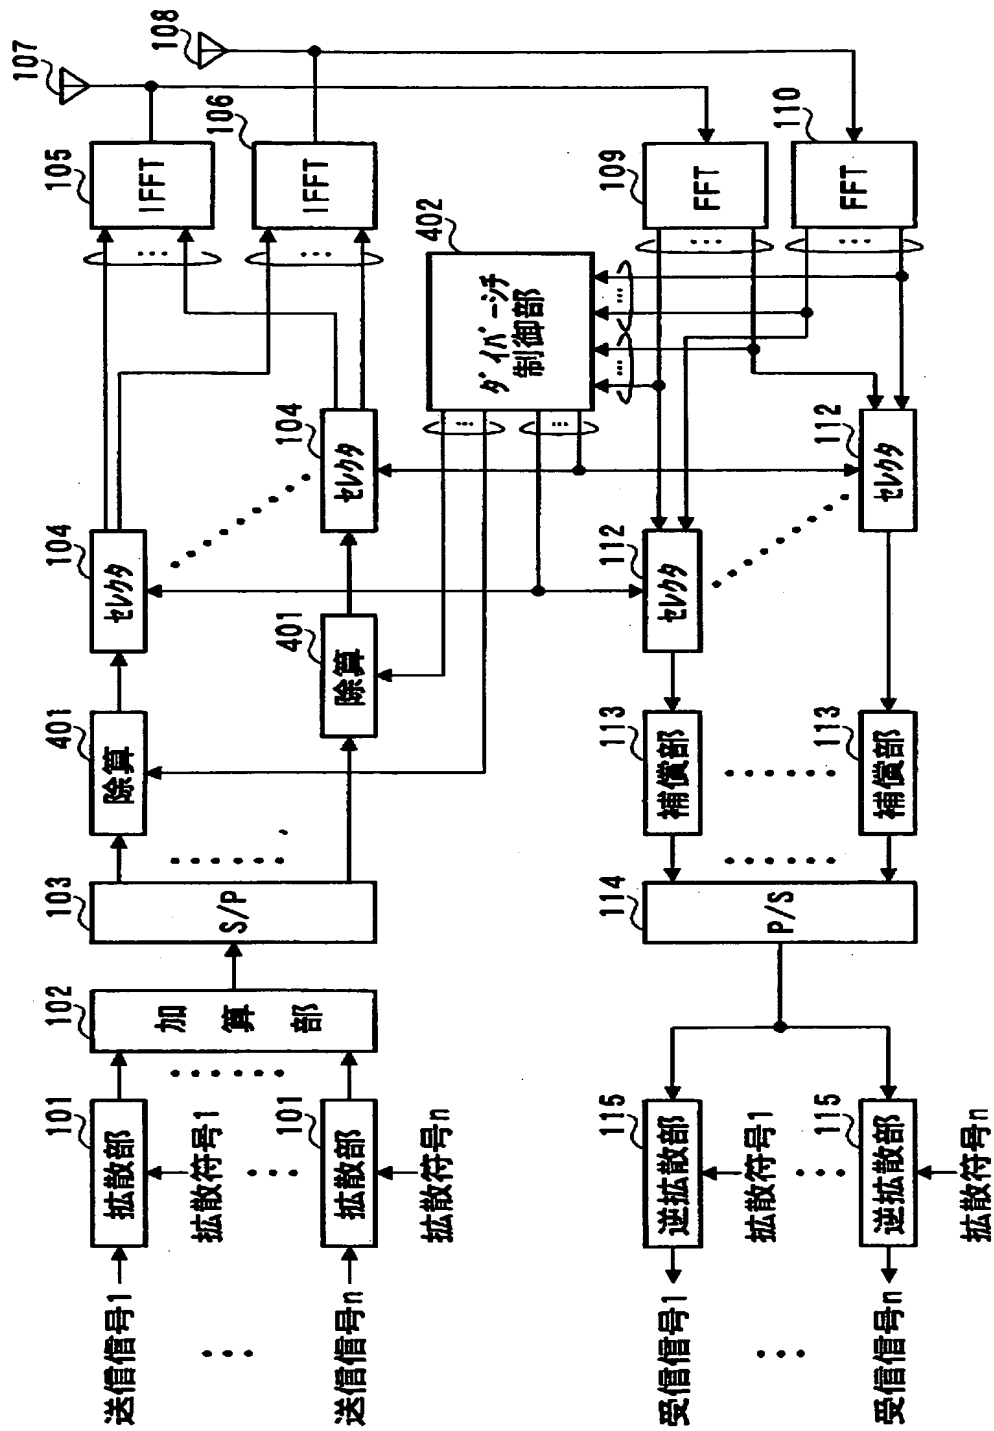 送信信号1
送信信号n
101
拡散部
拡散符号1
101
拡散部
拡散符号n
102
加算部
103
S/P
401
除算
401
除算
104
セレクタ
104
セレクタ
105
IFFT
106
IFFT
107
108
402
ダイバーシチ
制御部
109
FFT
110
FFT
112
セレクタ
112
セレクタ
113
補償部
113
補償部
114
P/S
115
逆拡散部
拡散符号1
115
逆拡散部
拡散符号n
受信信号1
受信信号n